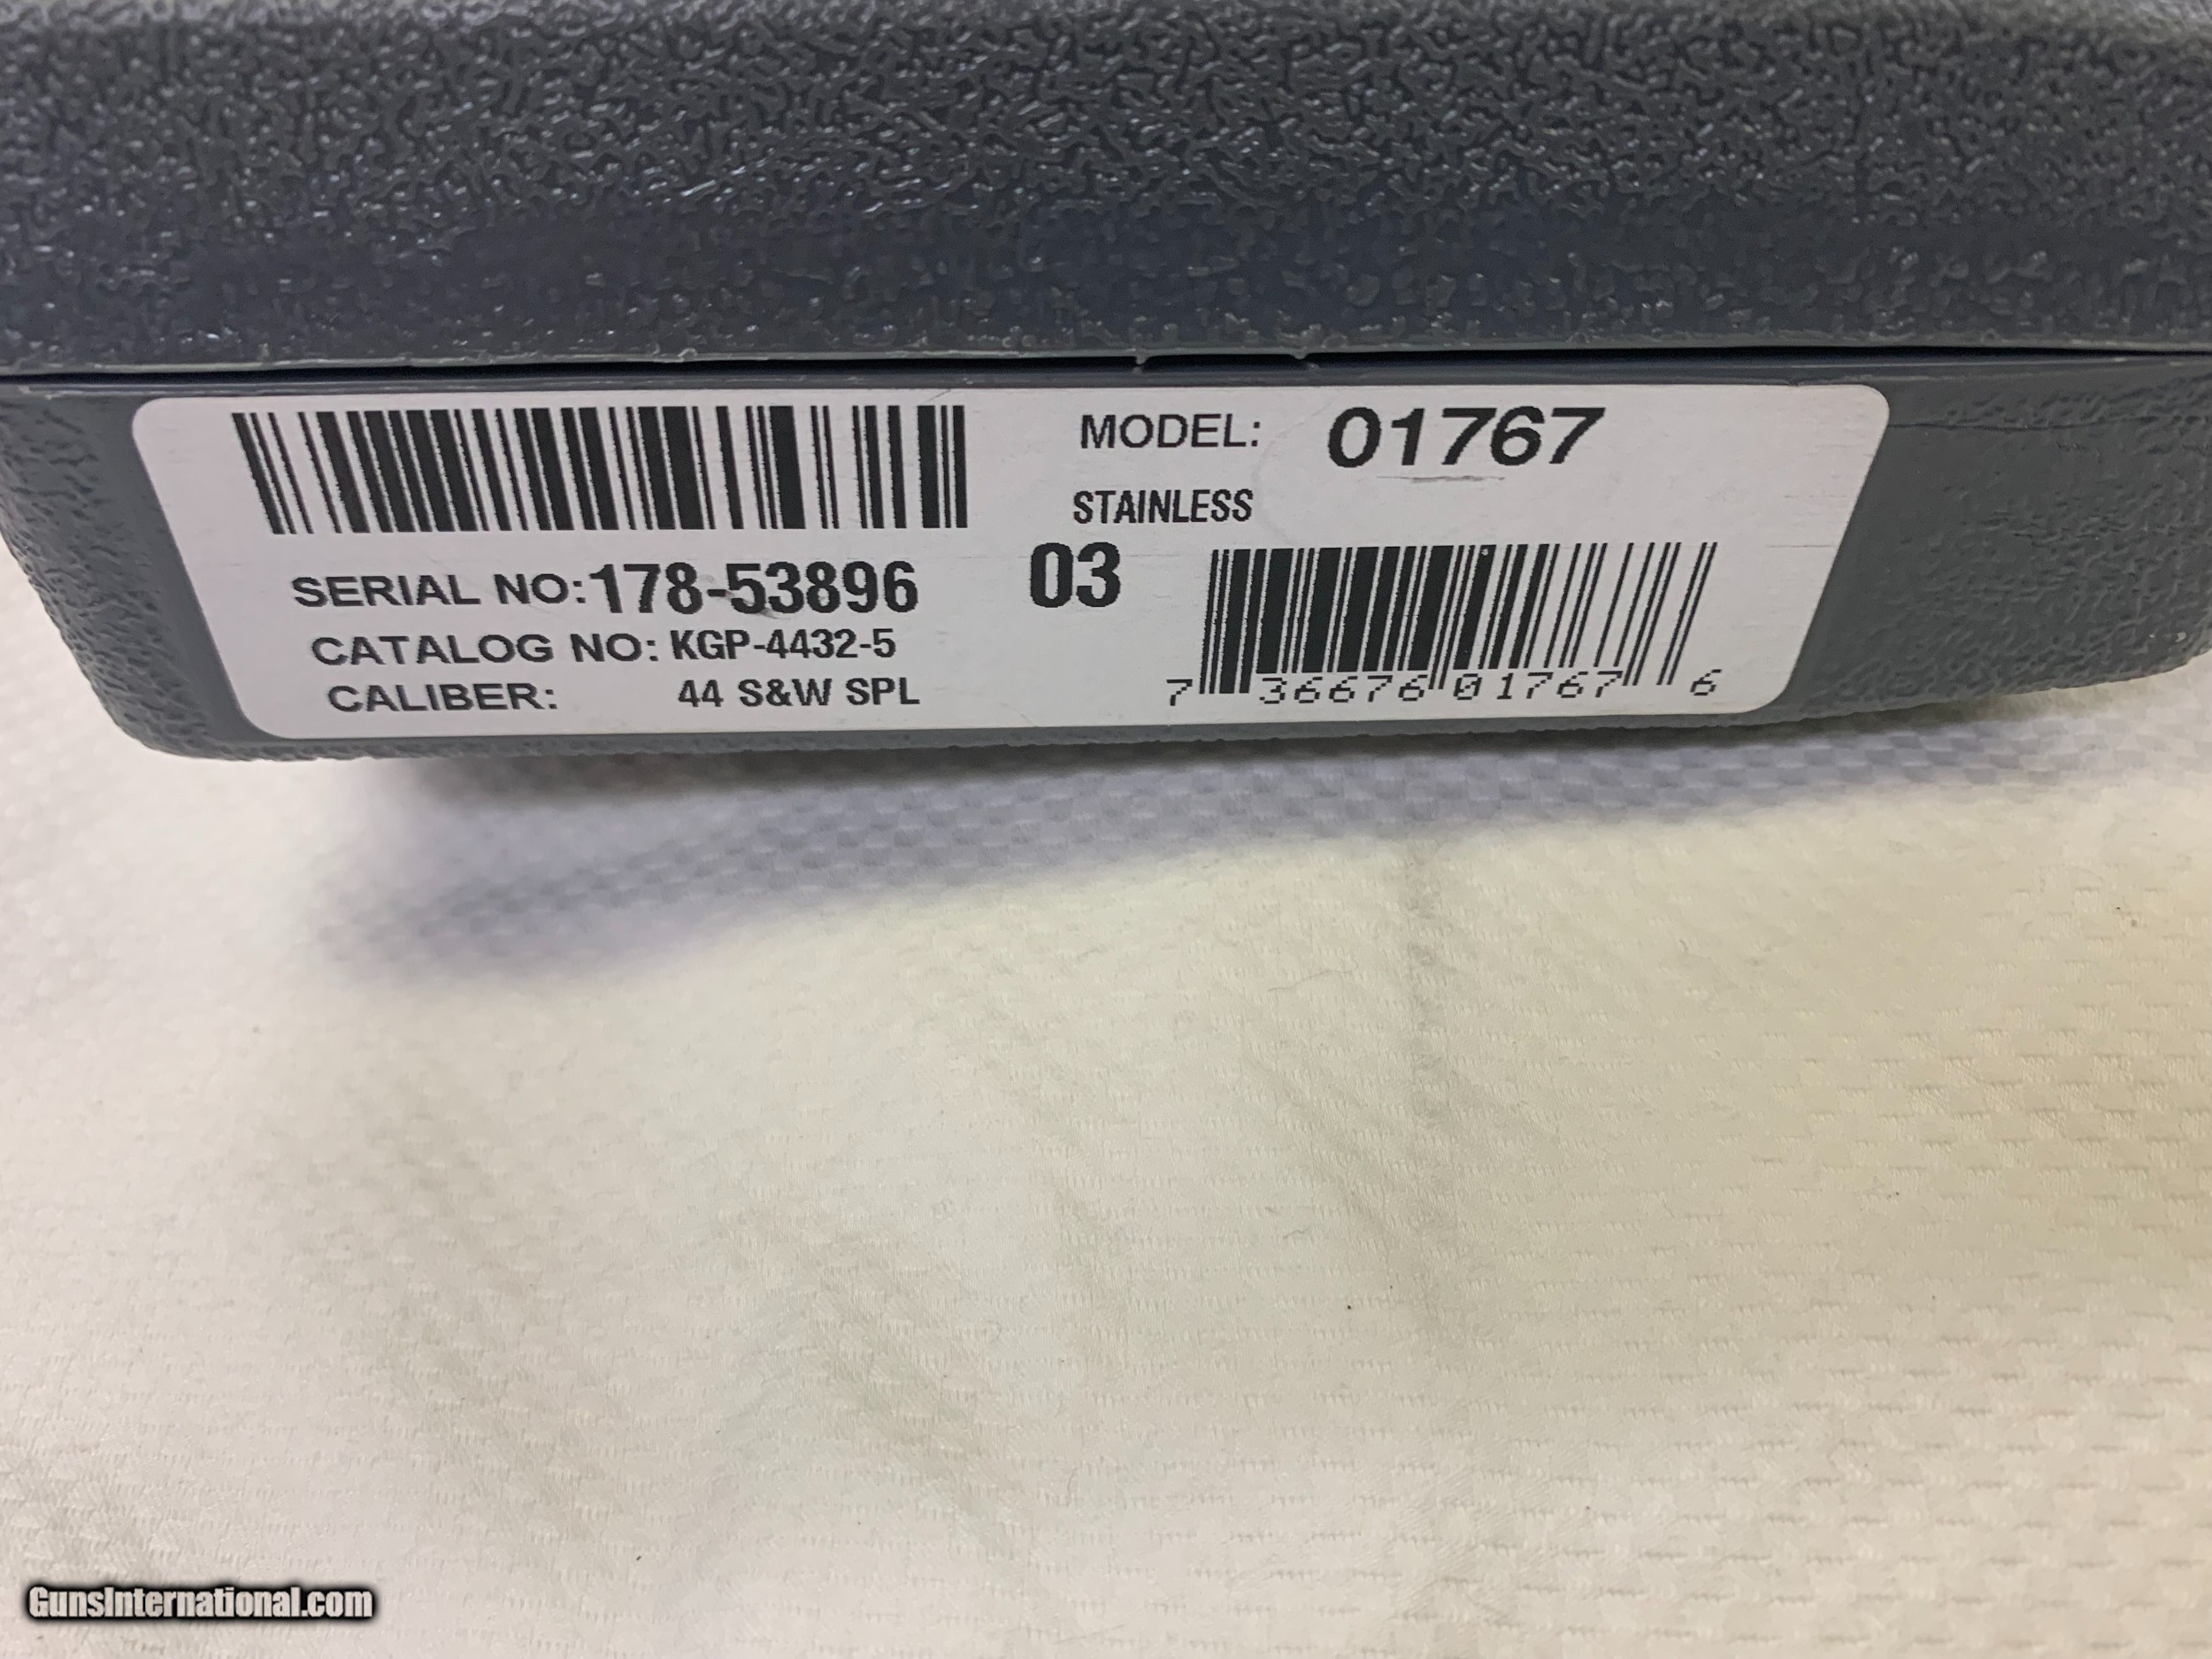 MODEL: 01767
STAINLESS
03
SERIAL NO: 178-53896
CATALOG NO: KGP-4432-5
CALIBER: 44 S&W SPL
7 36676 01767 6
GunsInternational.com